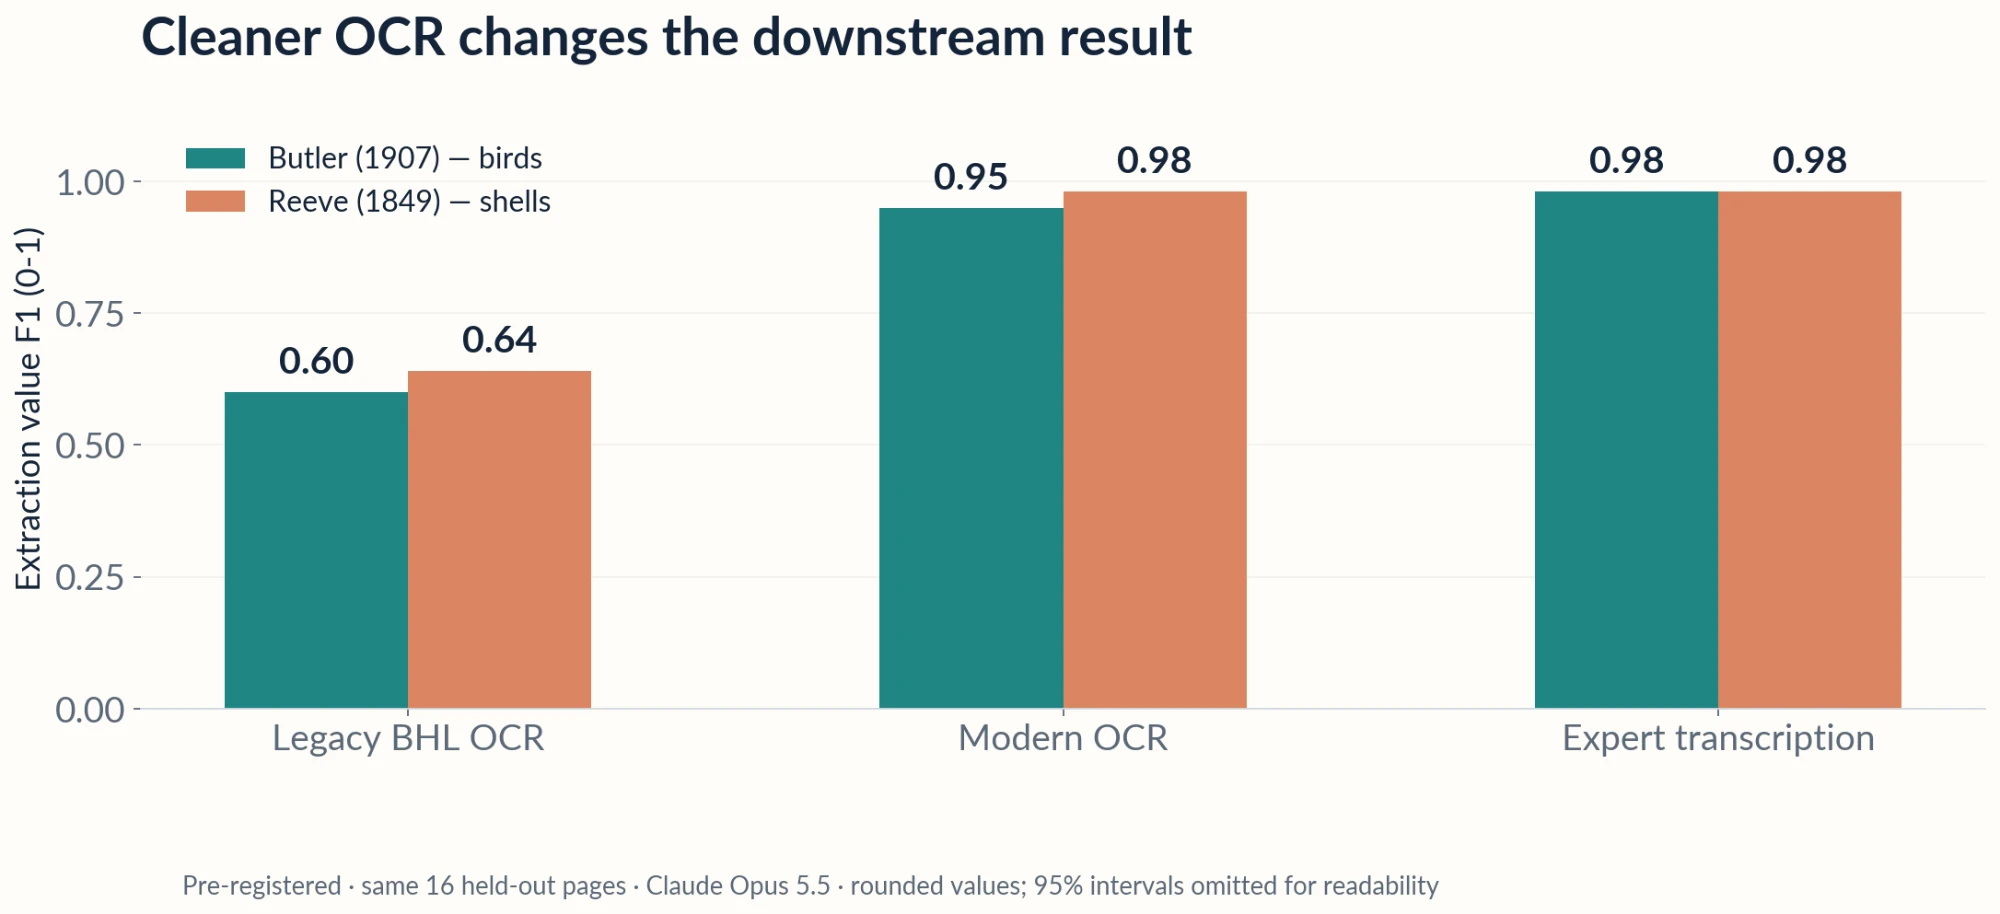 Cleaner OCR changes the downstream result
Butler (1907) — birds
Reeve (1849) — shells
Extraction value F1 (0-1)
1.00
0.75
0.50
0.25
0.00
0.60
0.64
0.95
0.98
0.98
0.98
Legacy BHL OCR
Modern OCR
Expert transcription
Pre-registered · same 16 held-out pages · Claude Opus 5.5 · rounded values; 95% intervals omitted for readability